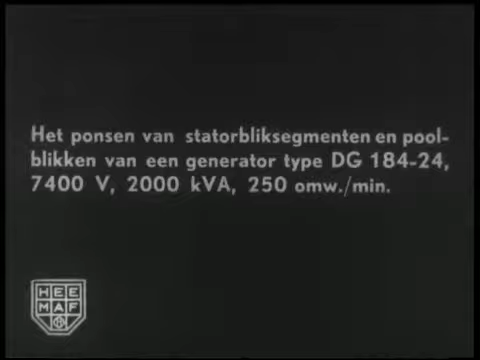 Het ponsen van statorbliksegmenten en pool-
blikken van een generator type DG 184-24,
7400 V, 2000 kVA, 250 omw./min.
HEE
MAF